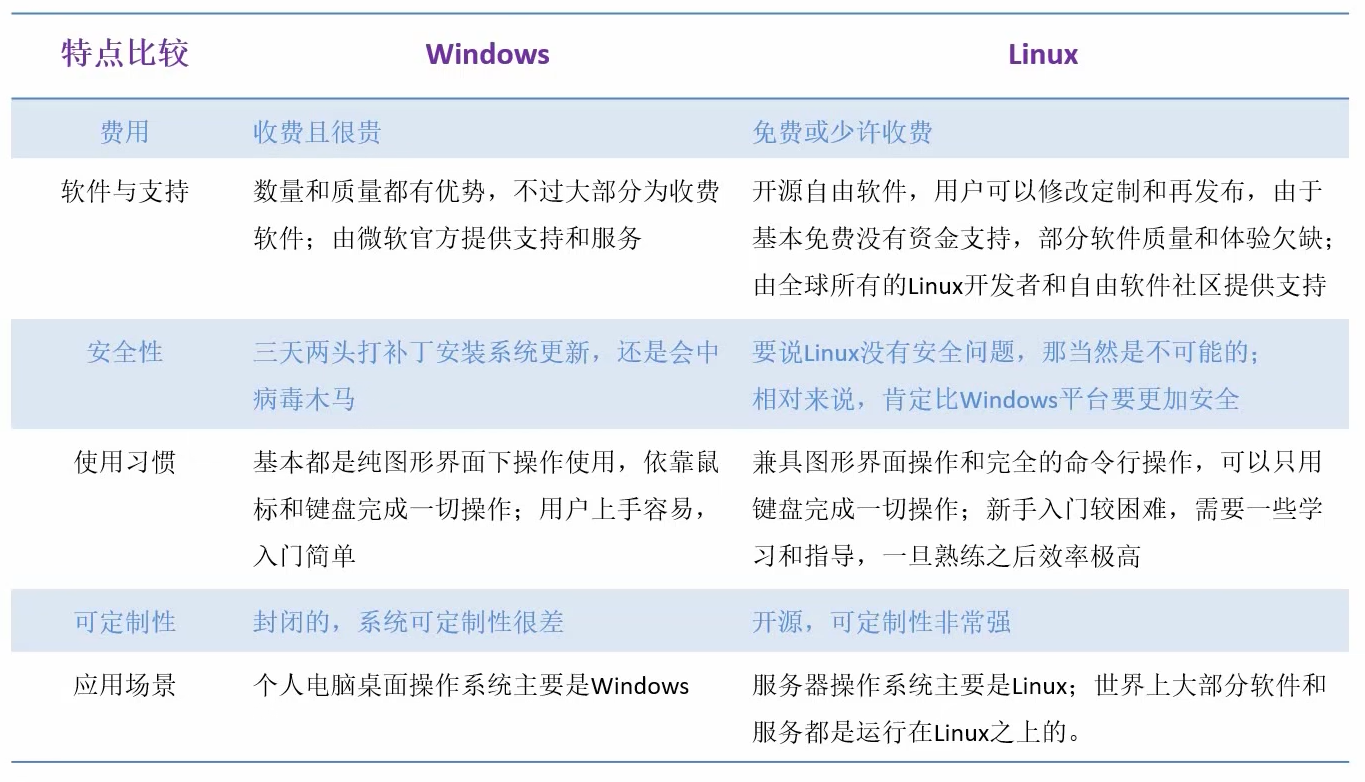 特点比较 Windows Linux
费用 收费且很贵 免费或少许收费
软件与支持 数量和质量都有优势，不过大部分为收费 开源自由软件，用户可以修改定制和再发布，由于
软件；由微软官方提供支持和服务 基本免费没有资金支持，部分软件质量和体验欠缺；
由全球所有的Linux开发者和自由软件社区提供支持
安全性 三天两头打补丁安装系统更新，还是会中 要说Linux没有安全问题，那当然是不可能的；
病毒木马 相对来说，肯定比Windows平台要更加安全
使用习惯 基本都是纯图形界面下操作使用，依靠鼠 兼具图形界面操作和完全的命令行操作，可以只用
标和键盘完成一切操作；用户上手容易， 键盘完成一切操作；新手入门较困难，需要一些学
入门简单 习和指导，一旦熟练之后效率极高
可定制性 封闭的，系统可定制性很差 开源，可定制性非常强
应用场景 个人电脑桌面操作系统主要是Windows 服务器操作系统主要是Linux；世界上大部分软件和
服务都是运行在Linux之上的。